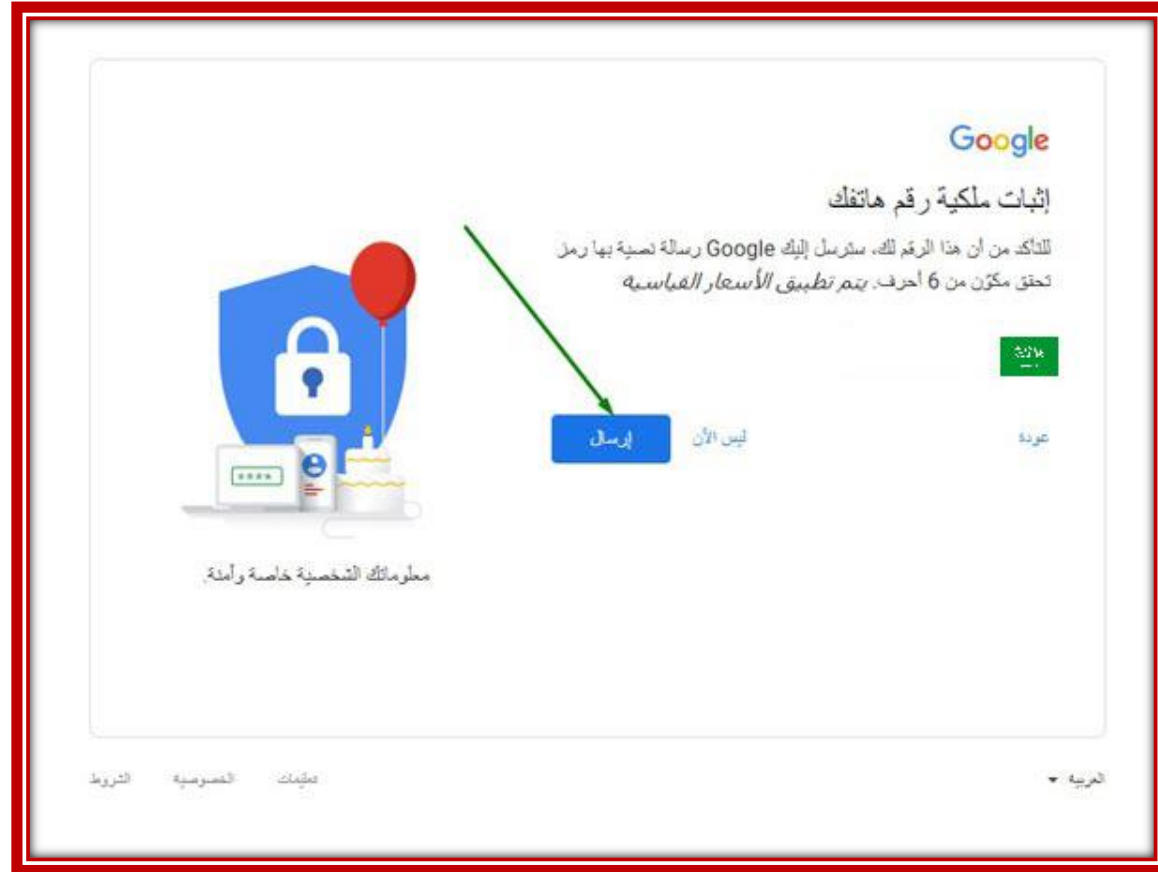 Google
إثبات ملكية رقم هاتفك
للتأكد من أن هذا الرقم لك، سترسل إليك Google رسالة نصية بها رمز
تحقق مكوّن من 6 أحرف. يتم تطبيق الأسعار القياسية
عودة
ليس الآن
إرسال
****
معلوماتك الشخصية خاصة وآمنة.
العربية
تعليمات
الخصوصية
الشروط